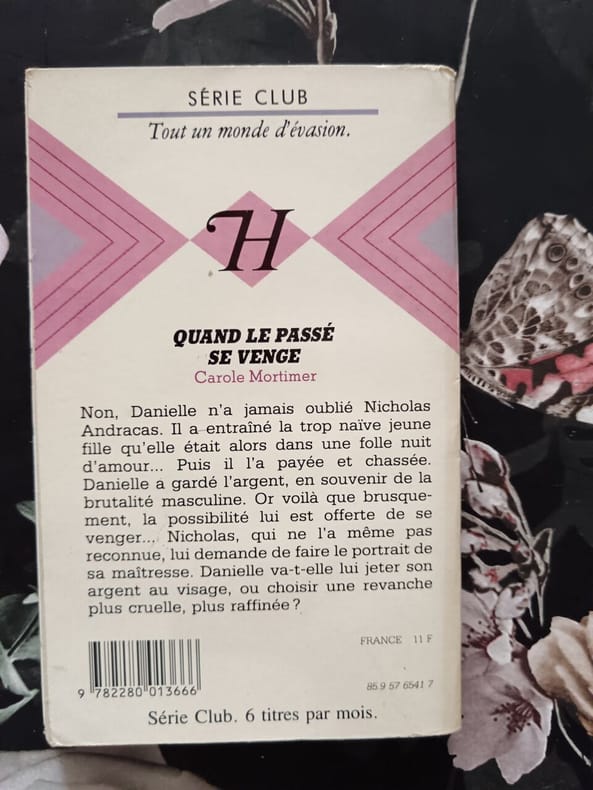 SÉRIE CLUB
Tout un monde d'évasion.
H
QUAND LE PASSÉ
SE VENGE
Carole Mortimer
Non, Danielle n'a jamais oublié Nicholas
Andracas. Il a entraîné la trop naïve jeune
fille qu'elle était alors dans une folle nuit
d'amour... Puis il l'a payée et chassée.
Danielle a gardé l'argent, en souvenir de la
brutalité masculine. Or voilà que brusque-
ment, la possibilité lui est offerte de se
venger... Nicholas, qui ne l'a même pas
reconnue, lui demande de faire le portrait de
sa maîtresse. Danielle va-t-elle lui jeter son
argent au visage, ou choisir une revanche
plus cruelle, plus raffinée ?
FRANCE 11 F
9 782280 013666
85.9 57 6541 7
Série Club. 6 titres par mois.